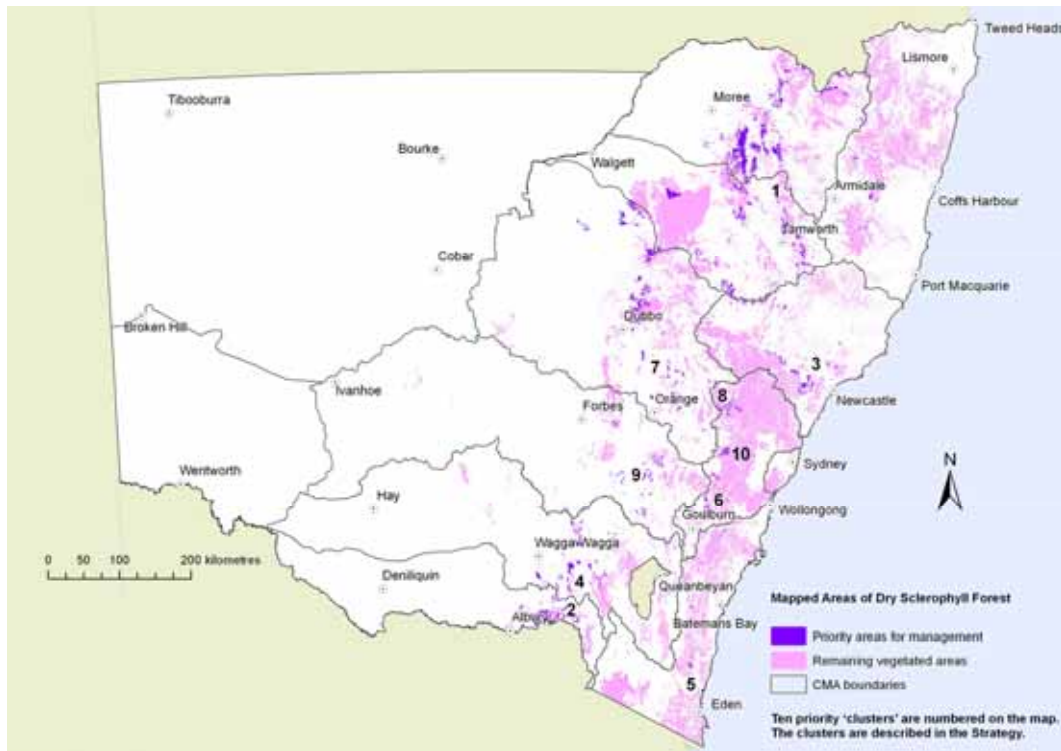 Tweed Heads
Lismore
Tibooburra
Moree
Bourke
Walgett
Armidale
1
Coffs Harbour
Tamworth
Cobar
Port Macquarie
Broken Hill
Dubbo
7
3
Ivanhoe
Orange
8
Newcastle
Forbes
10
Sydney
N
9
Wentworth
Hay
6
Wollongong
Goulburn
Wagga Wagga
0 50 100 200 kilometres
4
Queanbeyan
Deniliquin
Mapped Areas of Dry Sclerophyll Forest
Albury
2
Batemans Bay
Priority areas for management
Remaining vegetated areas
5
CMA boundaries
Eden
Ten priority 'clusters' are numbered on the map.
The clusters are described in the Strategy.